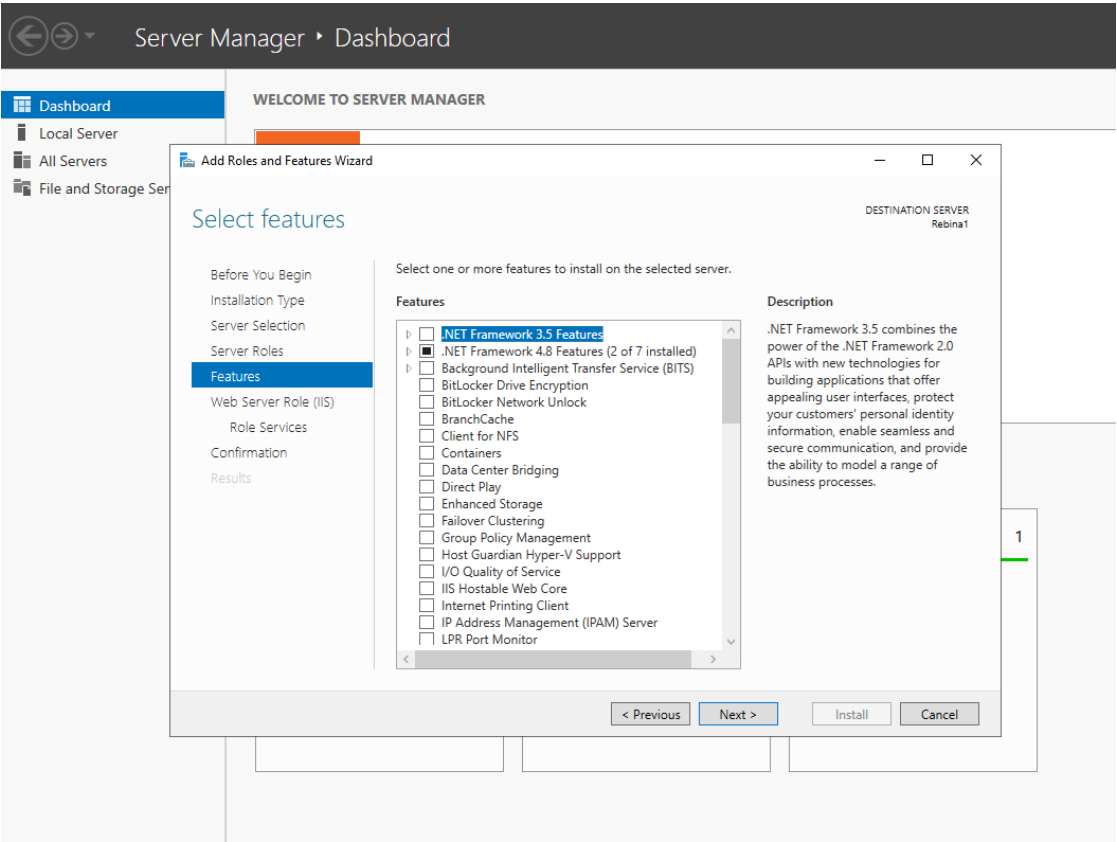 Server Manager ‣ Dashboard
Dashboard
Local Server
All Servers
File and Storage Ser
WELCOME TO SERVER MANAGER
Add Roles and Features Wizard
Select features
DESTINATION SERVER
Rebina1
Before You Begin
Installation Type
Server Selection
Server Roles
Features
Web Server Role (IIS)
Role Services
Confirmation
Results
Select one or more features to install on the selected server.
Features
.NET Framework 3.5 Features
.NET Framework 4.8 Features (2 of 7 installed)
Background Intelligent Transfer Service (BITS)
BitLocker Drive Encryption
BitLocker Network Unlock
BranchCache
Client for NFS
Containers
Data Center Bridging
Direct Play
Enhanced Storage
Failover Clustering
Group Policy Management
Host Guardian Hyper-V Support
I/O Quality of Service
IIS Hostable Web Core
Internet Printing Client
IP Address Management (IPAM) Server
LPR Port Monitor
Description
.NET Framework 3.5 combines the
power of the .NET Framework 2.0
APIs with new technologies for
building applications that offer
appealing user interfaces, protect
your customers' personal identity
information, enable seamless and
secure communication, and provide
the ability to model a range of
business processes.
1
< Previous
Next >
Install
Cancel